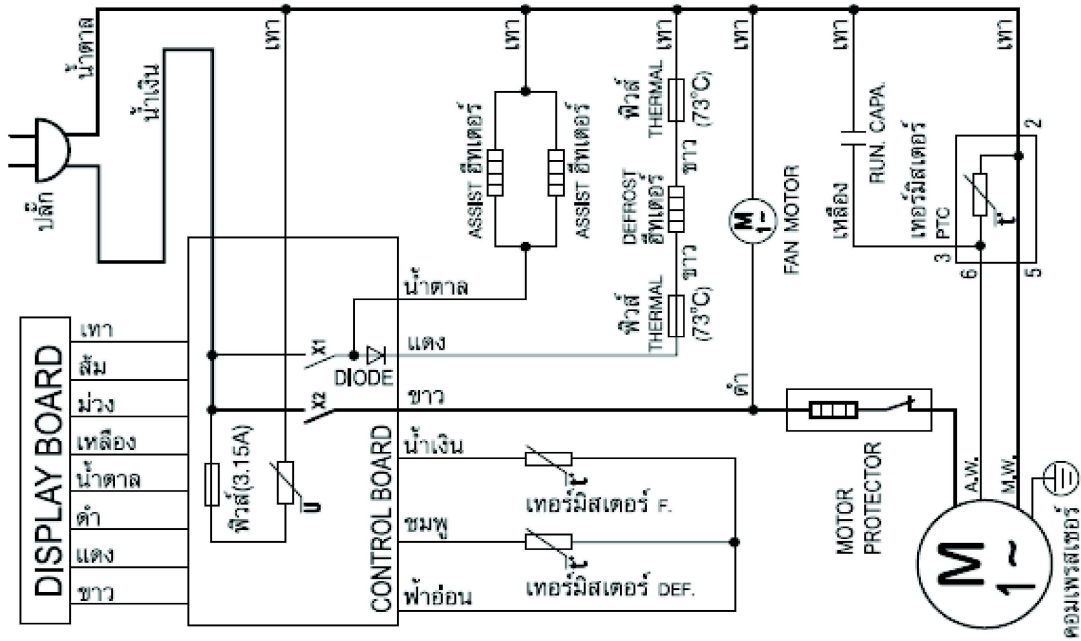 ปลั๊ก
น้ำตาล
น้ำเงิน
เทา
เทา
เทา
เทา
เทา
เทา
DISPLAY BOARD
เทา
ส้ม
ม่วง
เหลือง
น้ำตาล
ดำ
แดง
ขาว
ฟิวส์(3.15A)
U
X1
X2
DIODE
CONTROL BOARD
น้ำตาล
แดง
ขาว
น้ำเงิน
ชมพู
ฟ้าอ่อน
ASSIST ฮีทเตอร์
ASSIST ฮีทเตอร์
ฟิวส์
THERMAL
(73°C)
ขาว
DEFROST
ฮีทเตอร์
ขาว
ฟิวส์
THERMAL
(73°C)
M
1~
FAN MOTOR
ดำ
RUN. CAPA.
เหลือง
เทอร์มิสเตอร์
PTC
3
2
6
5
t
t
เทอร์มิสเตอร์ F.
t
เทอร์มิสเตอร์ DEF.
MOTOR
PROTECTOR
A.W.
M.W.
M
1~
คอมเพรสเซอร์